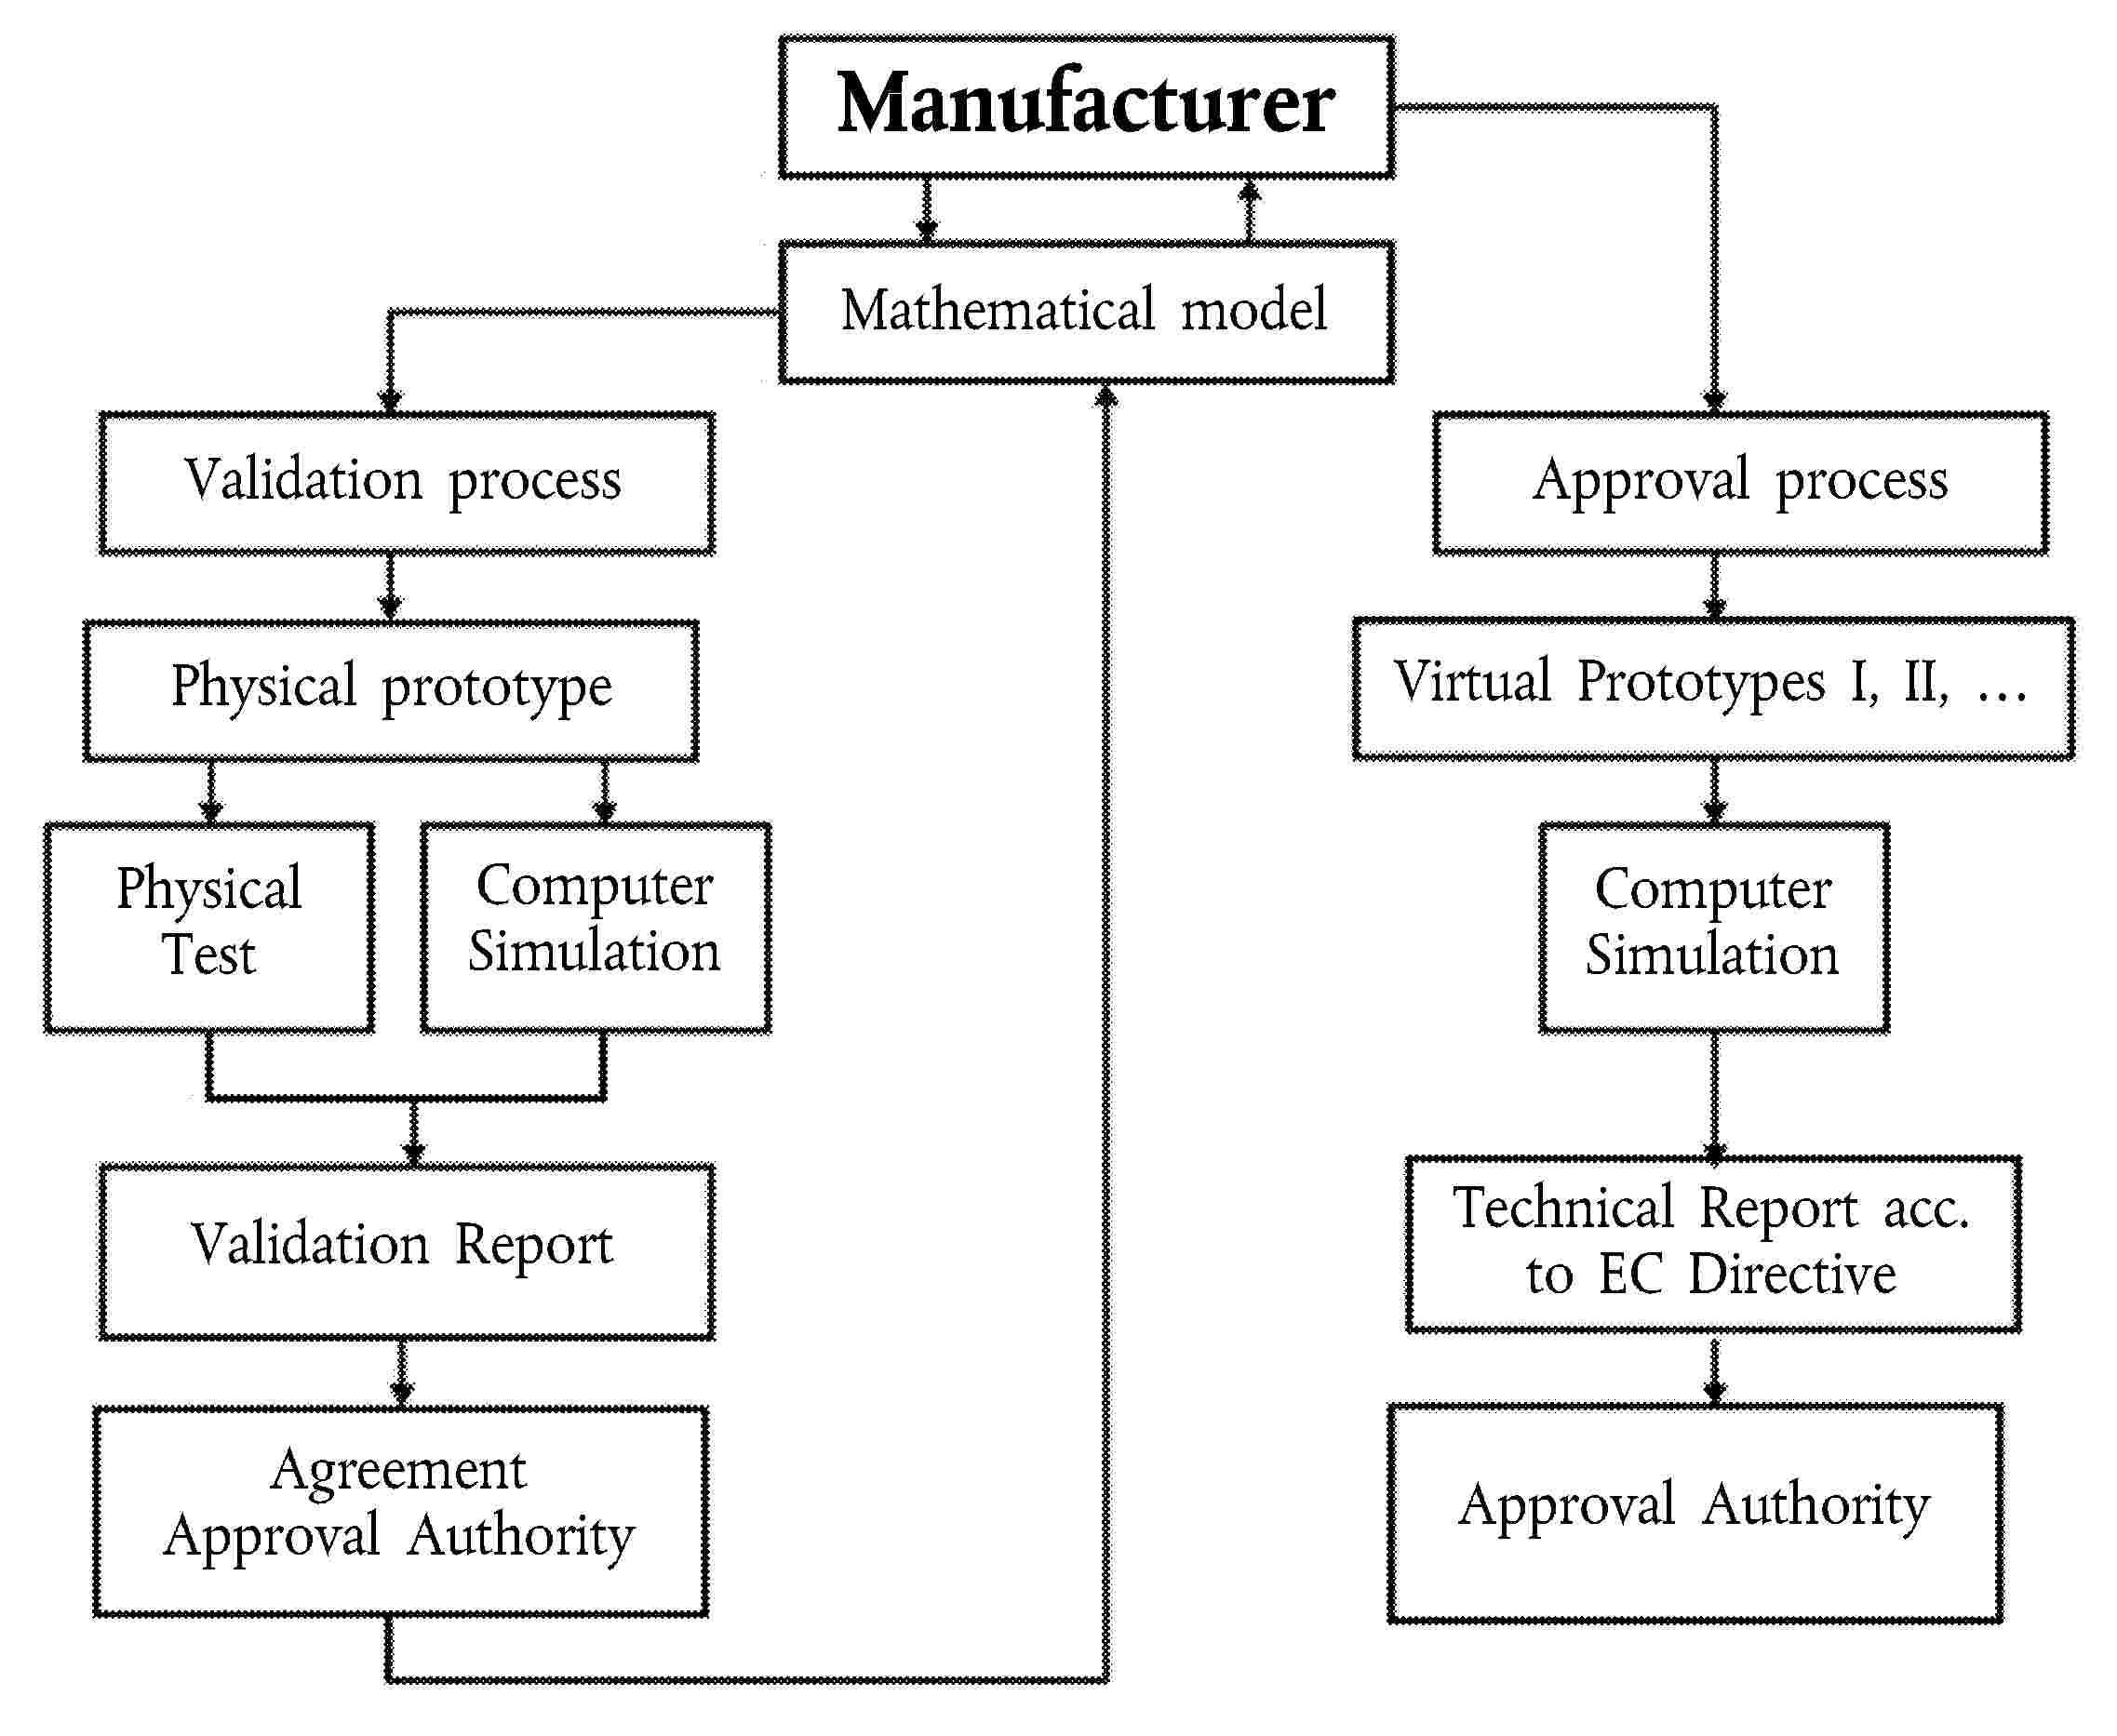 Manufacturer
Mathematical model
Validation process
Approval process
Physical prototype
Virtual Prototypes I, II, …
Physical
Test
Computer
Simulation
Computer
Simulation
Validation Report
Technical Report acc.
to EC Directive
Agreement
Approval Authority
Approval Authority